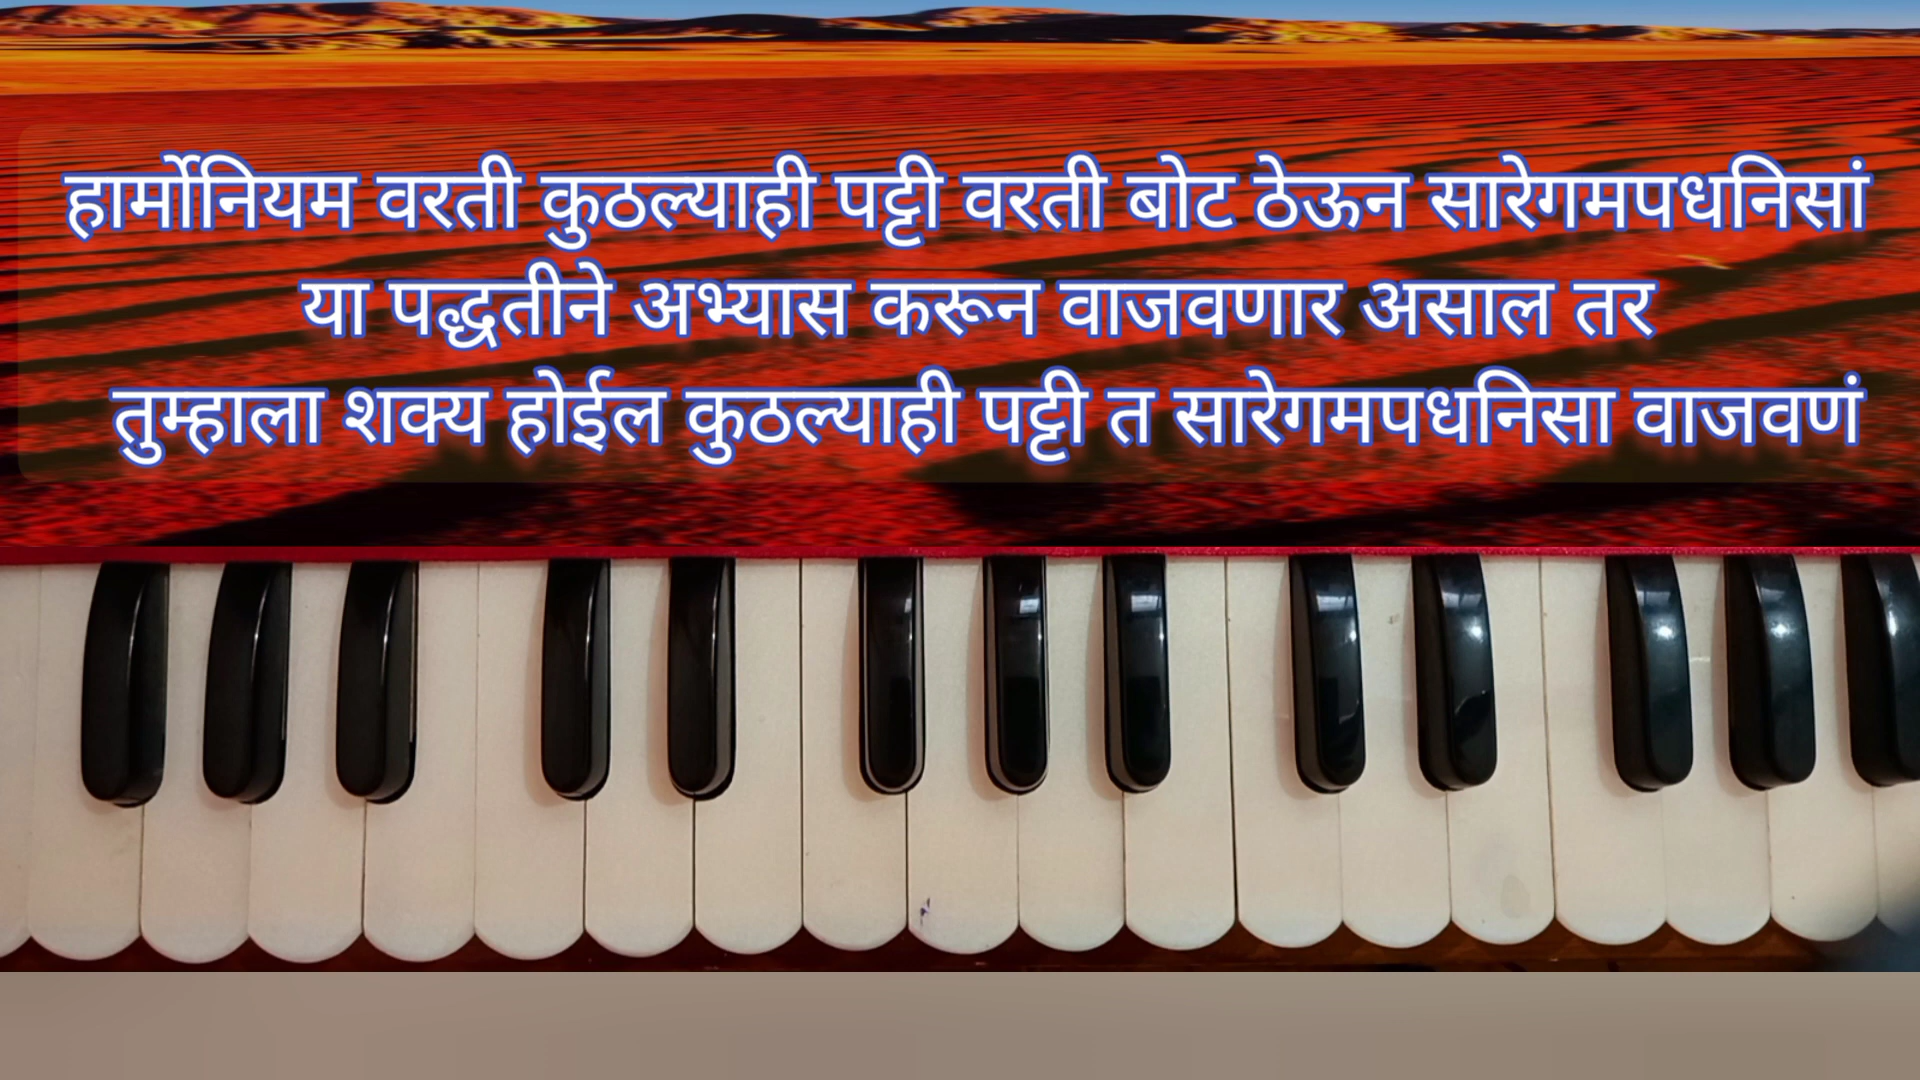 हार्मोनियम वरती कुठल्याही पट्टी वरती बोट ठेऊन सारेगमपधनिसां
या पद्धतीने अभ्यास करून वाजवणार असाल तर
तुम्हाला शक्य होईल कुठल्याही पट्टी त सारेगमपधनिसा वाजवणं